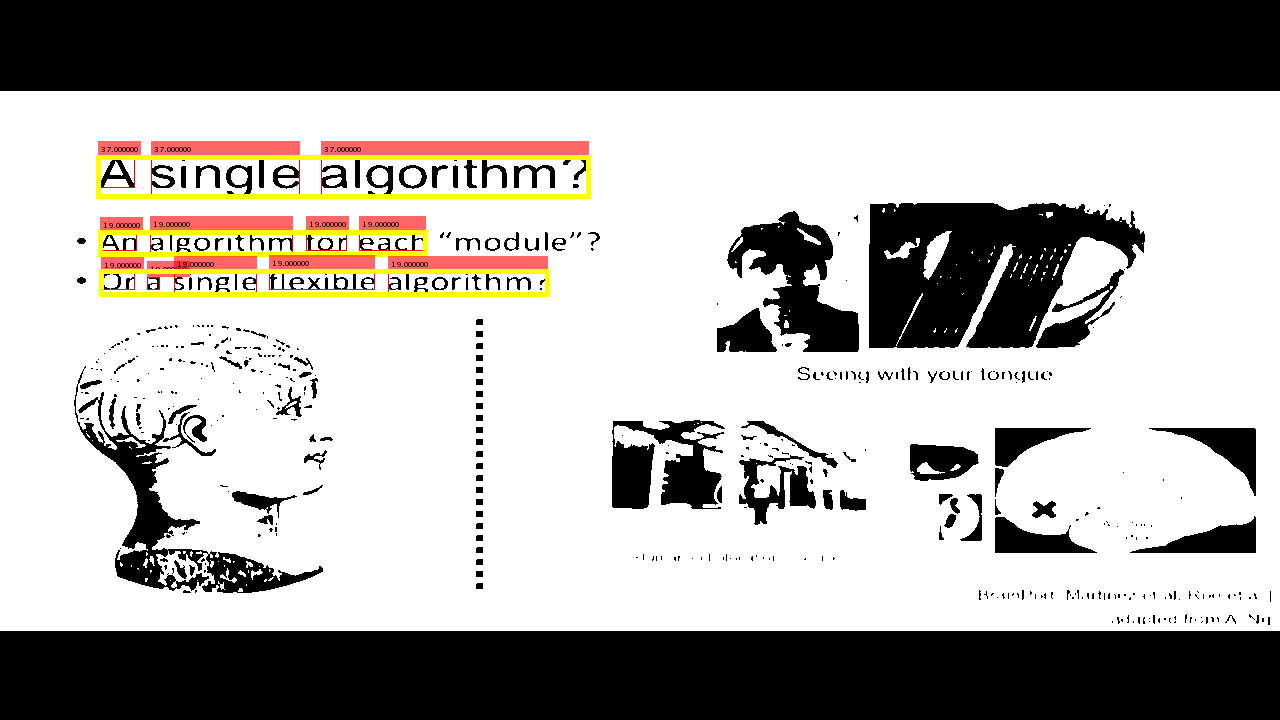 37.000000 37.000000 37.000000
A single algorithm?
19.000000 19.000000 19.000000 19.000000
• An algorithm for each “module”?
19.000000 19.000000 19.000000 19.000000
• Or a single flexible algorithm?
Seeing with your tongue
BrainPort; Martinez et al; Roe et a
adapted from A. Ng